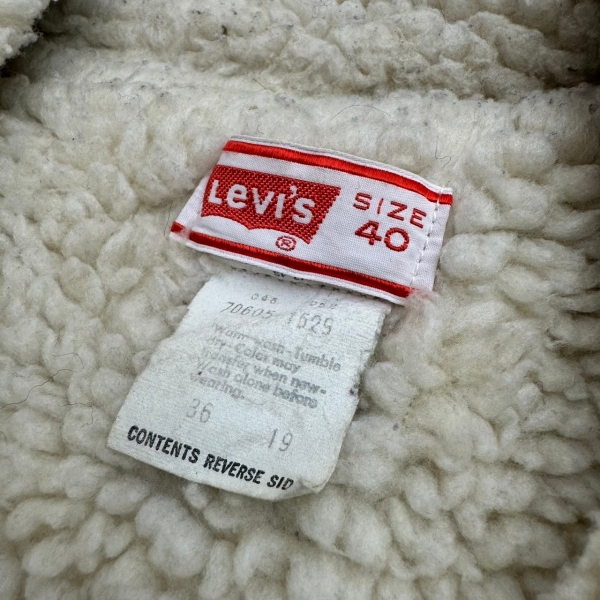 Levi's
®
SIZE
40
70605 1529
Warm wash-Tumble
dry-Color may
transfer when new-
wash alone before
wearing.
36 19
CONTENTS REVERSE SID